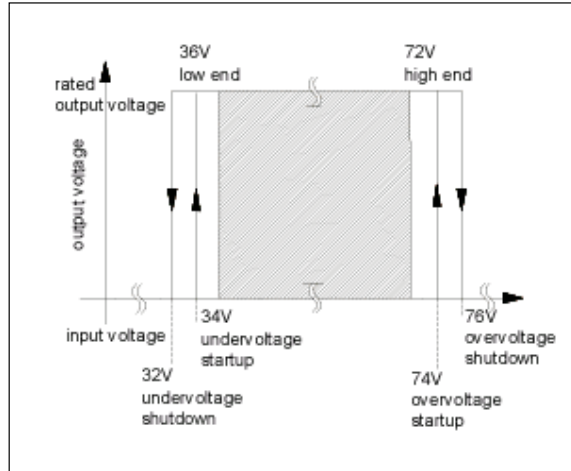 36V
low end
72V
high end
rated
output voltage
output voltage
input voltage
34V
undervoltage
startup
76V
overvoltage
shutdown
32V
undervoltage
shutdown
74V
overvoltage
startup